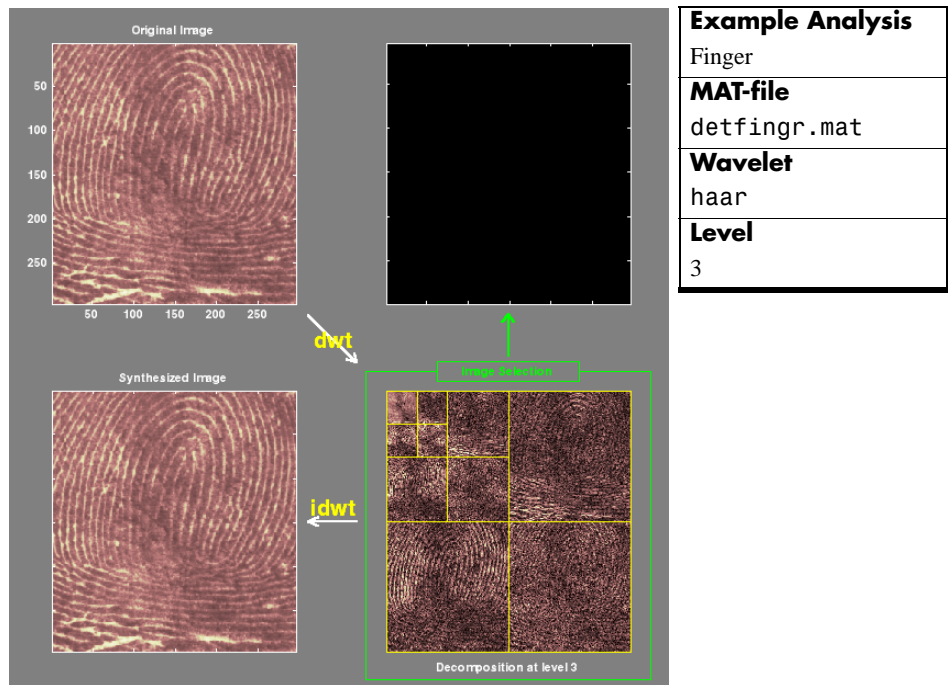 Original Image
50
100
150
200
250
50 100 150 200 250
dwt
Image Selection
Synthesized Image
idwt
Decomposition at level 3
Example Analysis
Finger
MAT-file
detfingr.mat
Wavelet
haar
Level
3